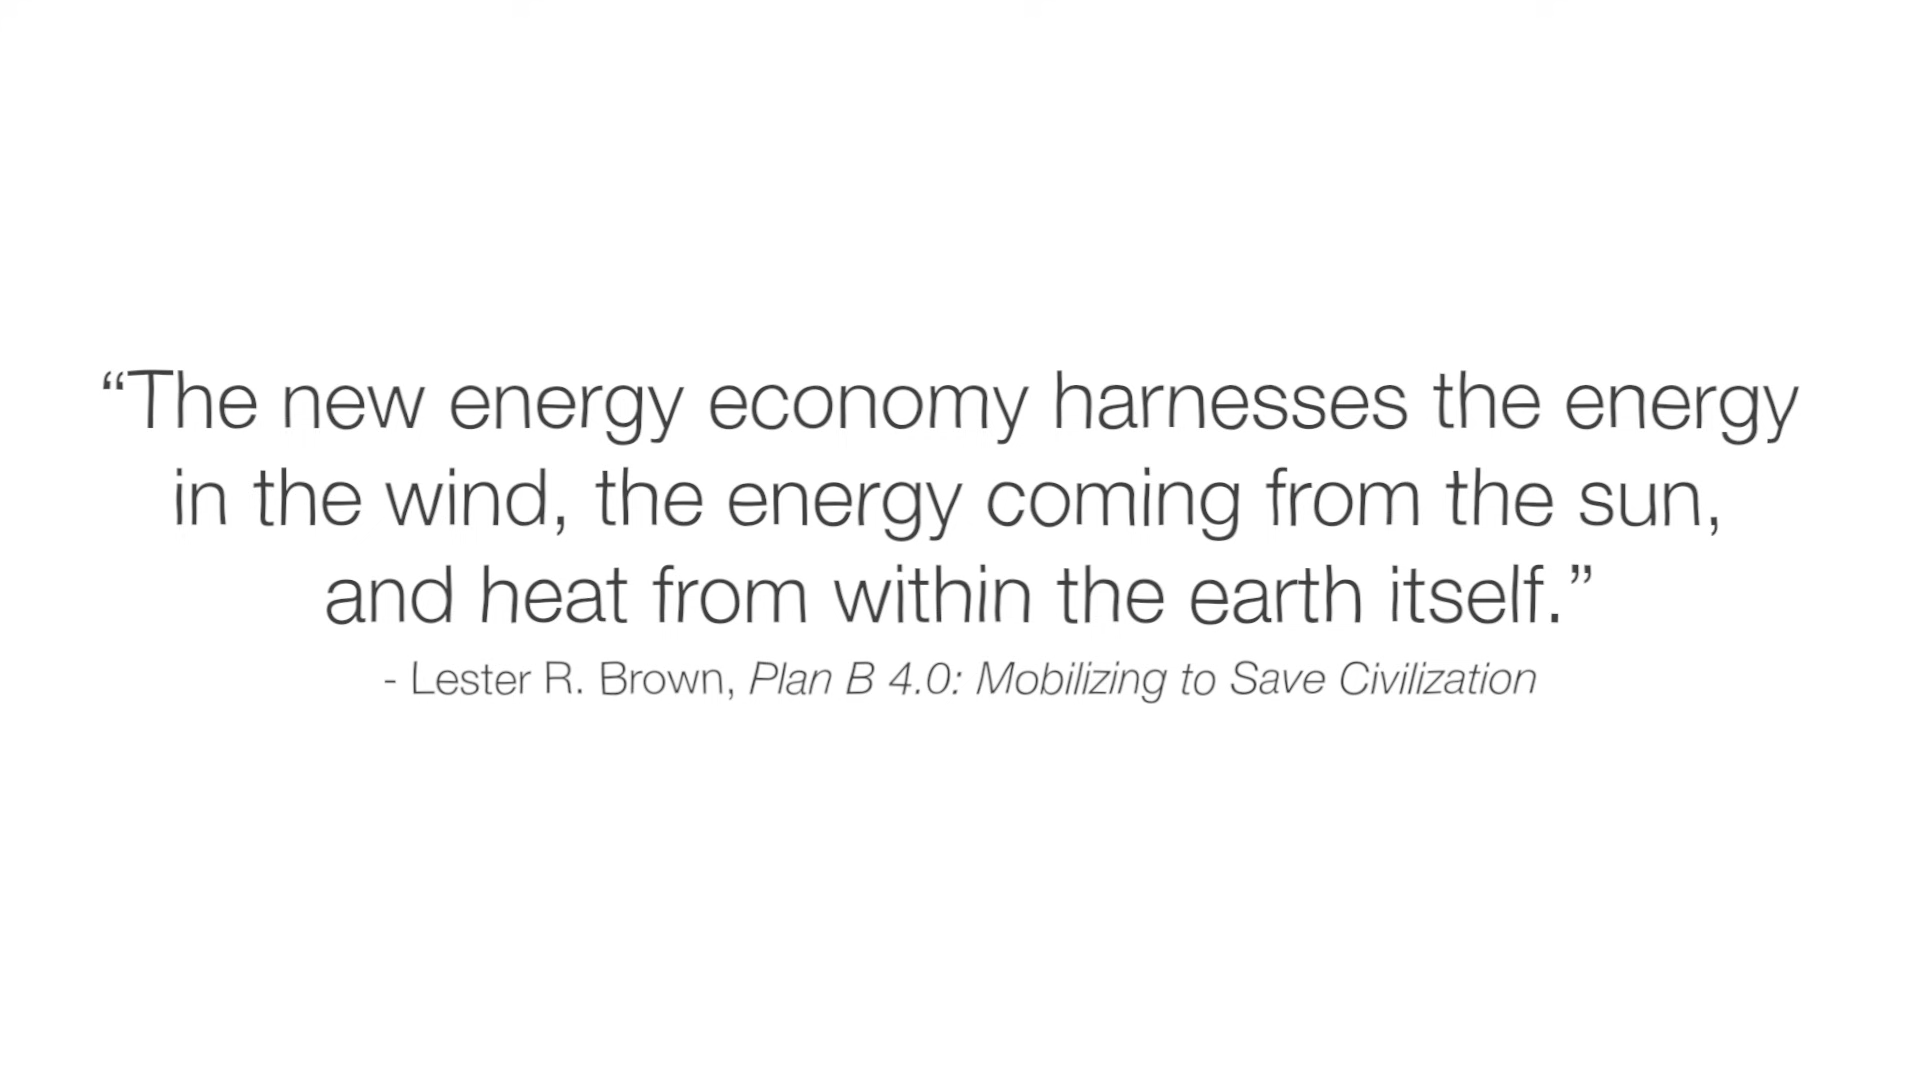 “The new energy economy harnesses the energy
in the wind, the energy coming from the sun,
and heat from within the earth itself.”
- Lester R. Brown, Plan B 4.0: Mobilizing to Save Civilization